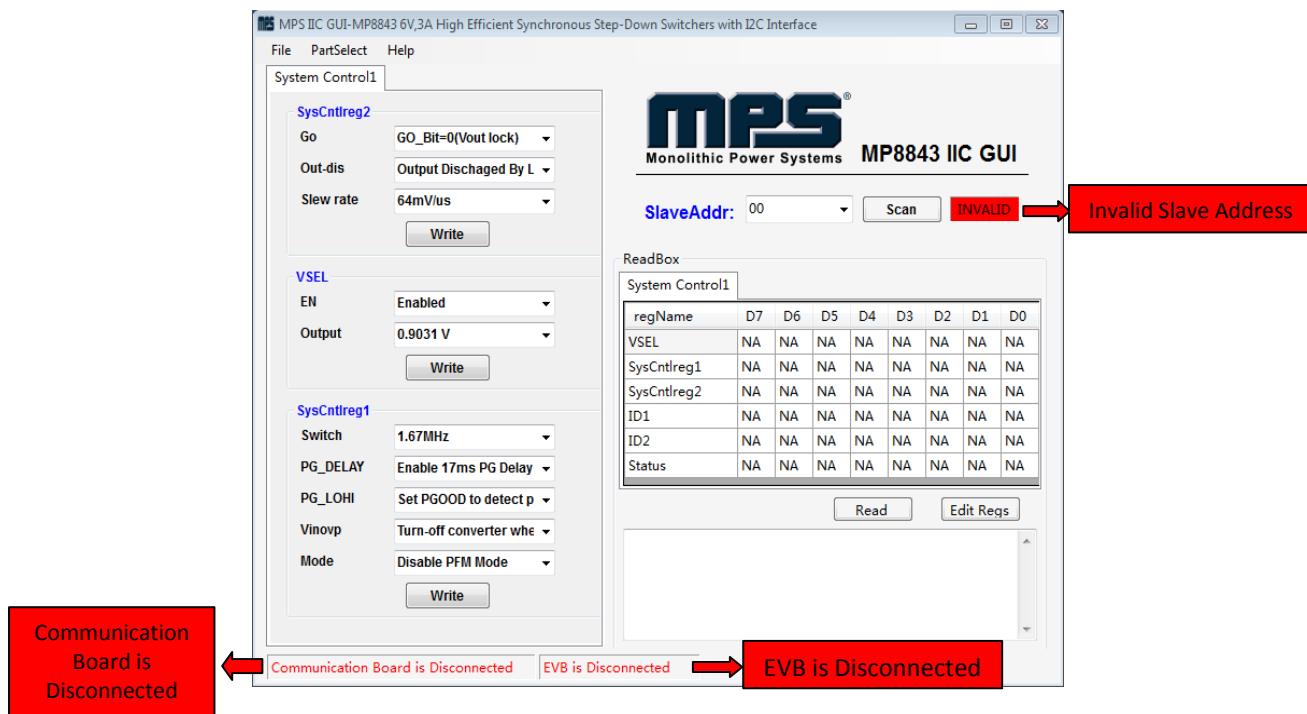 MPS IIC GUI-MP8843 6V,3A High Efficient Synchronous Step-Down Switchers with I2C Interface
File PartSelect Help
System Control1
SysCntlreg2
Go GO_Bit=0(Vout lock)
Out-dis Output Dischaged By L
Slew rate 64mV/us
Write
VSEL
EN Enabled
Output 0.9031 V
Write
SysCntlreg1
Switch 1.67MHz
PG_DELAY Enable 17ms PG Delay
PG_LOHI Set PGOOD to detect p
Vinovp Turn-off converter whe
Mode Disable PFM Mode
Write
mps®
Monolithic Power Systems
MP8843 IIC GUI
SlaveAddr: 00 Scan INVALID
Invalid Slave Address
ReadBox
System Control1
regName D7 D6 D5 D4 D3 D2 D1 D0
VSEL NA NA NA NA NA NA NA NA
SysCntlreg1 NA NA NA NA NA NA NA NA
SysCntlreg2 NA NA NA NA NA NA NA NA
ID1 NA NA NA NA NA NA NA NA
ID2 NA NA NA NA NA NA NA NA
Status NA NA NA NA NA NA NA NA
Read Edit Regs
Communication
Board is
Disconnected
Communication Board is Disconnected EVB is Disconnected
EVB is Disconnected